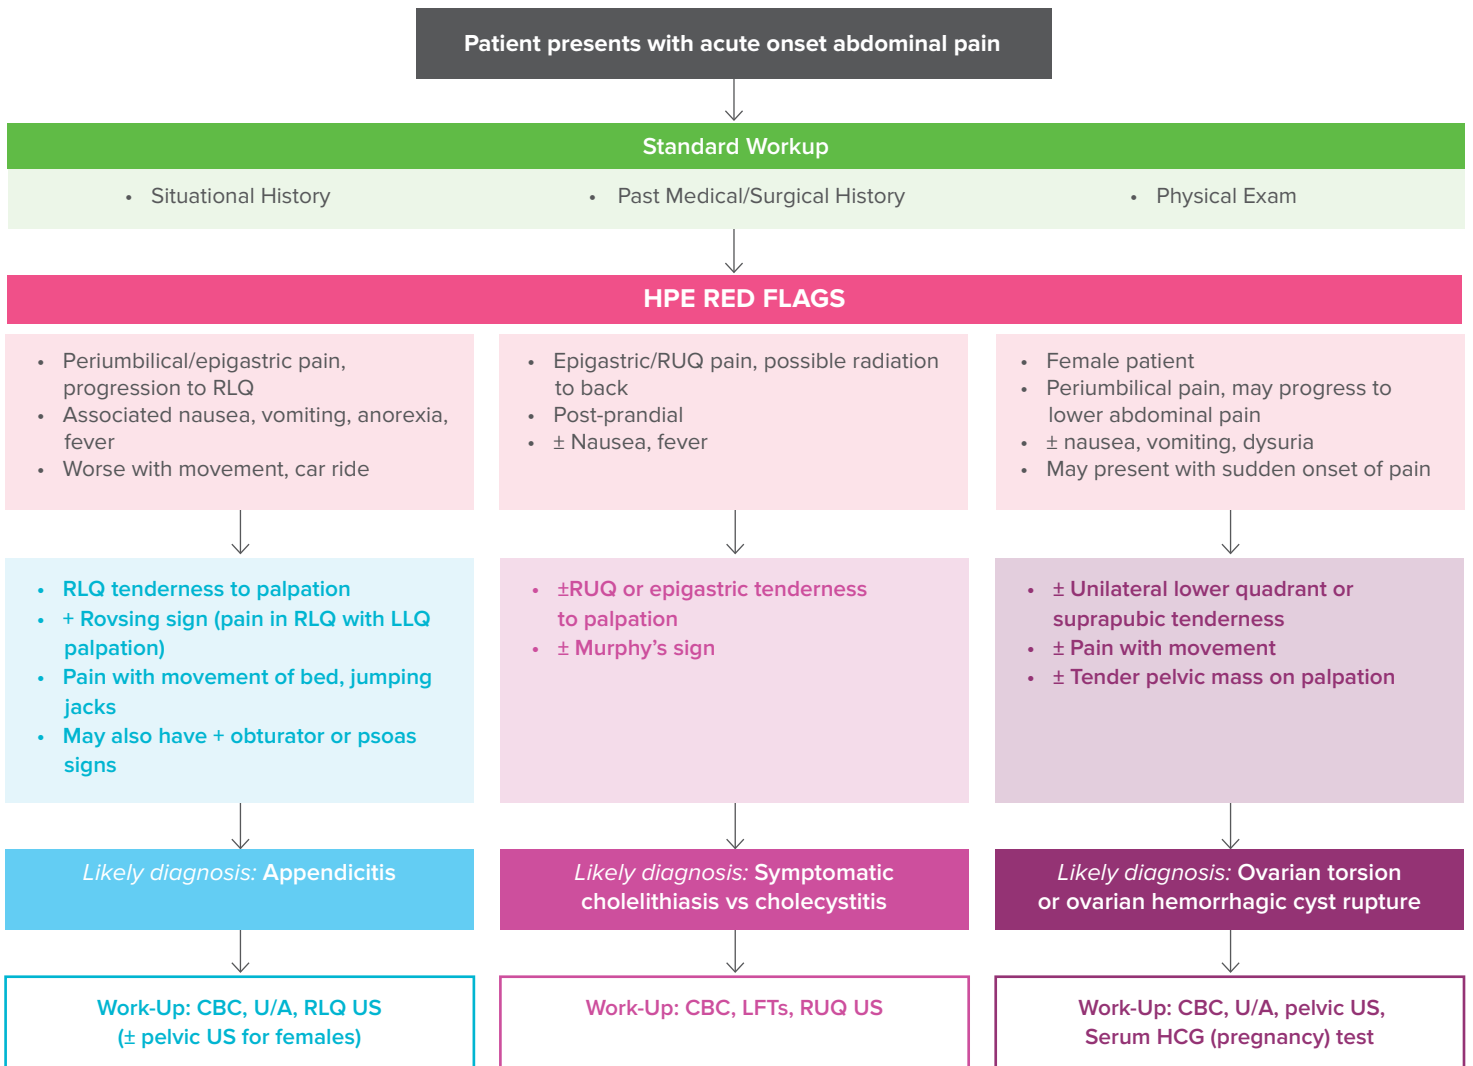 Patient presents with acute onset abdominal pain
Standard Workup
• Situational History
• Past Medical/Surgical History
• Physical Exam
HPE RED FLAGS
• Periumbilical/epigastric pain,
progression to RLQ
• Associated nausea, vomiting, anorexia,
fever
• Worse with movement, car ride
• Epigastric/RUQ pain, possible radiation
to back
• Post-prandial
• ± Nausea, fever
• Female patient
• Periumbilical pain, may progress to
lower abdominal pain
• ± nausea, vomiting, dysuria
• May present with sudden onset of pain
• RLQ tenderness to palpation
• + Rovsing sign (pain in RLQ with LLQ
palpation)
• Pain with movement of bed, jumping
jacks
• May also have + obturator or psoas
signs
• ±RUQ or epigastric tenderness
to palpation
• ± Murphy's sign
• ± Unilateral lower quadrant or
suprapubic tenderness
• ± Pain with movement
• ± Tender pelvic mass on palpation
Likely diagnosis: Appendicitis
Likely diagnosis: Symptomatic
cholelithiasis vs cholecystitis
Likely diagnosis: Ovarian torsion
or ovarian hemorrhagic cyst rupture
Work-Up: CBC, U/A, RLQ US
(± pelvic US for females)
Work-Up: CBC, LFTs, RUQ US
Work-Up: CBC, U/A, pelvic US,
Serum HCG (pregnancy) test